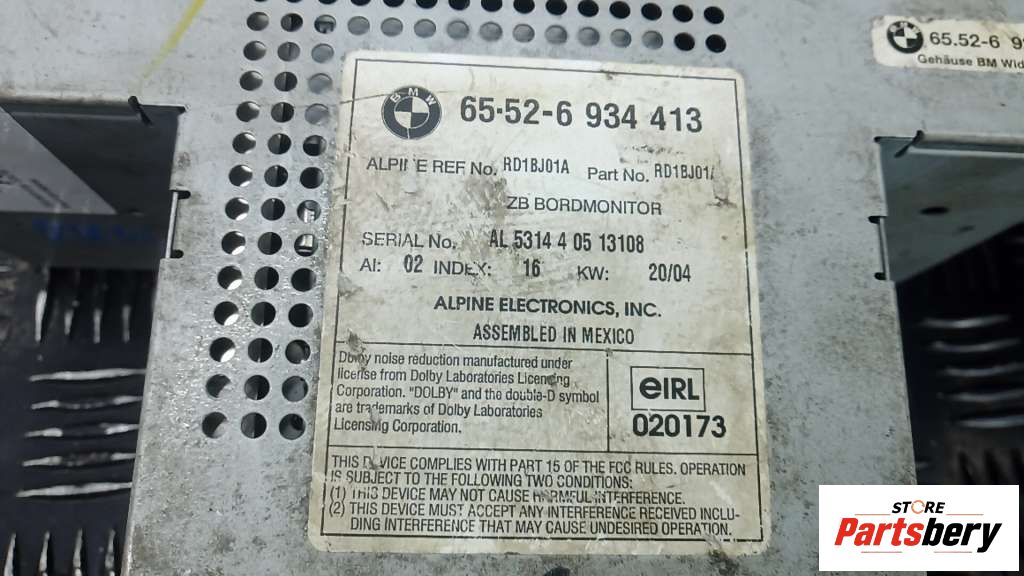 BMW
65·52-6 934 413
ALPINE REF No. RD1BJ01A Part No. RD1BJ01
ZB BORDMONITOR
SERIAL No. AL 5314 4 05 13108
AI: 02 INDEX: 16 KW: 20/04
ALPINE ELECTRONICS, INC.
ASSEMBLED IN MEXICO
Dolby noise reduction manufactured under
license from Dolby Laboratories Licensing
Corporation. "DOLBY" and the double-D symbol
are trademarks of Dolby Laboratories
Licensing Corporation.
eIRL
020173
THIS DEVICE COMPLIES WITH PART 15 OF THE FCC RULES. OPERATION
IS SUBJECT TO THE FOLLOWING TWO CONDITIONS:
(1) THIS DEVICE MAY NOT CAUSE HARMFUL INTERFERENCE.
(2) THIS DEVICE MUST ACCEPT ANY INTERFERENCE RECEIVED INCLU-
DING INTERFERENCE THAT MAY CAUSE UNDESIRED OPERATION.
65.52-6 9
Gehäuse BM Wid
STORE
Partsbery